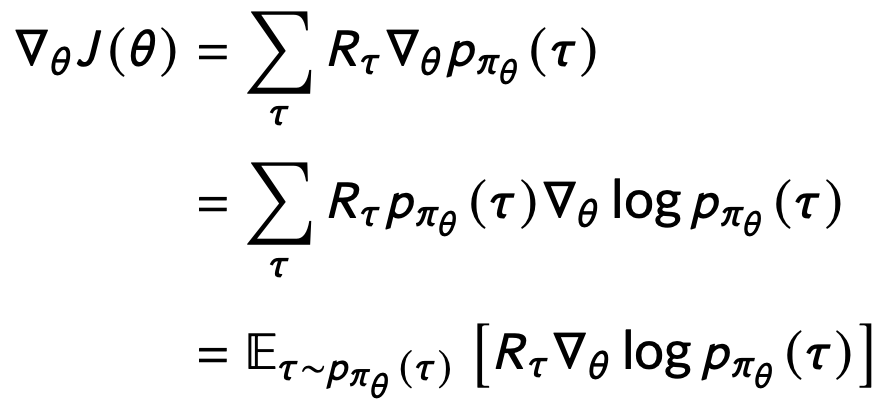 ∇_θ J(θ) = ∑_τ R_τ ∇_θ p_{π_θ}(τ)
= ∑_τ R_τ p_{π_θ}(τ) ∇_θ log p_{π_θ}(τ)
= 𝔼_{τ∼p_{π_θ}(τ)} [R_τ ∇_θ log p_{π_θ}(τ)]